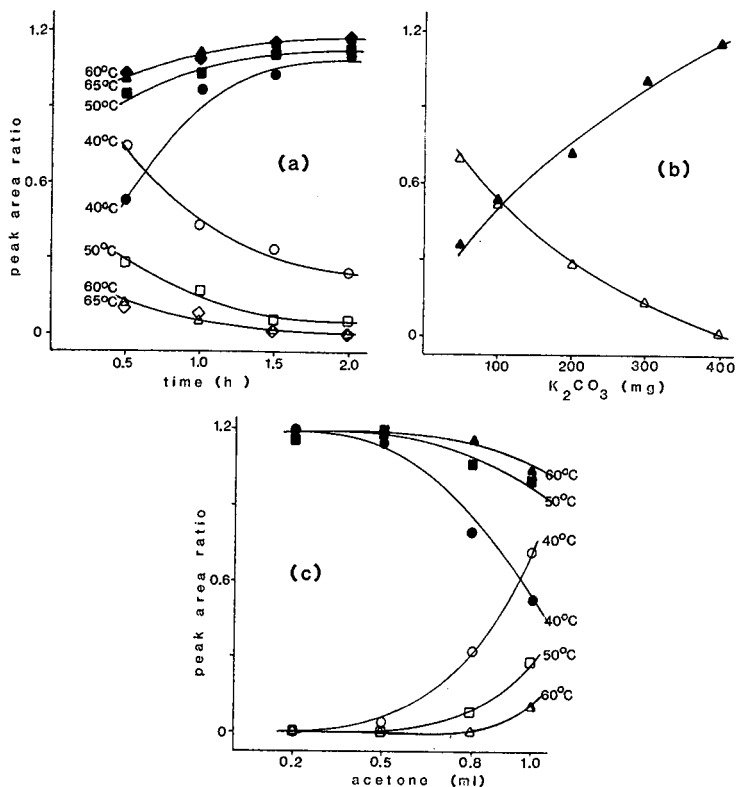 1.2
60°C
65°C
50°C
40°C
(a)
0.6
40°C
50°C
60°C
65°C
0
0.5 1.0 1.5 2.0
time (h)
peak area ratio
1.2
(b)
0.6
0
100 200 300 400
K2CO3 (mg)
1.2
60°C
50°C
40°C
(c)
0.6
40°C
50°C
60°C
0
0.2 0.5 0.8 1.0
acetone (ml)
peak area ratio